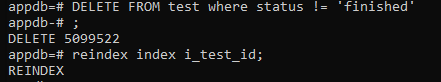 appdb=# DELETE FROM test where status != 'finished'
appdb-# ;
DELETE 5099522
appdb=# reindex index i_test_id;
REINDEX